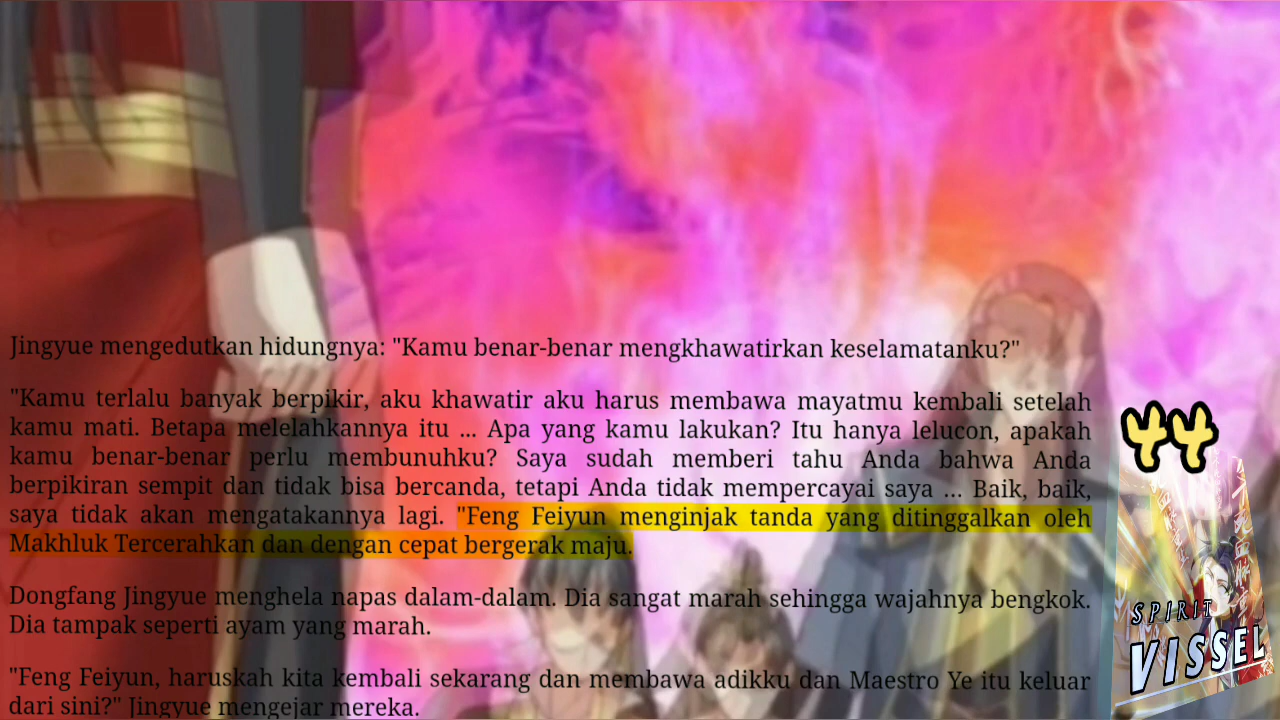 Jingyue mengedutkan hidungnya: "Kamu benar-benar mengkhawatirkan keselamatanku?"
"Kamu terlalu banyak berpikir, aku khawatir aku harus membawa mayatmu kembali setelah
kamu mati. Betapa melelahkannya itu ... Apa yang kamu lakukan? Itu hanya lelucon, apakah
kamu benar-benar perlu membunuhku? Saya sudah memberi tahu Anda bahwa Anda
berpikiran sempit dan tidak bisa bercanda, tetapi Anda tidak mempercayai saya ... Baik, baik,
saya tidak akan mengatakannya lagi. "Feng Feiyun menginjak tanda yang ditinggalkan oleh
Makhluk Tercerahkan dan dengan cepat bergerak maju.
Dongfang Jingyue menghela napas dalam-dalam. Dia sangat marah sehingga wajahnya bengkok.
Dia tampak seperti ayam yang marah.
"Feng Feiyun, haruskah kita kembali sekarang dan membawa adikku dan Maestro Ye itu keluar
dari sini?" Jingyue mengejar mereka.
44
SPIRIT
VISSEL